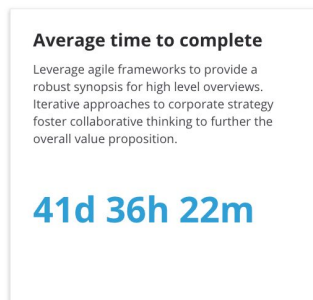 Average time to complete
Leverage agile frameworks to provide a
robust synopsis for high level overviews.
Iterative approaches to corporate strategy
foster collaborative thinking to further the
overall value proposition.
41d 36h 22m